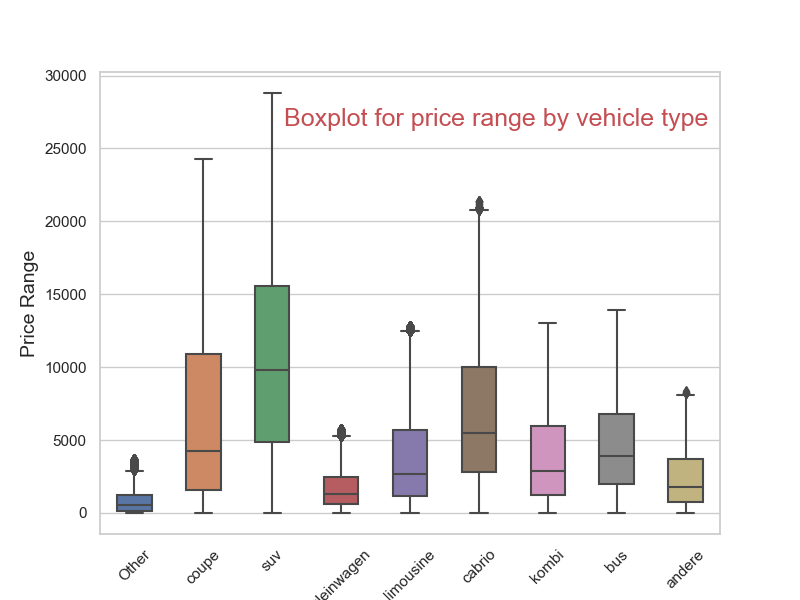 30000
Boxplot for price range by vehicle type
25000
20000
15000
10000
5000
0
Price Range
Other
coupe
suv
leinwagen
limousine
cabrio
kombi
bus
andere